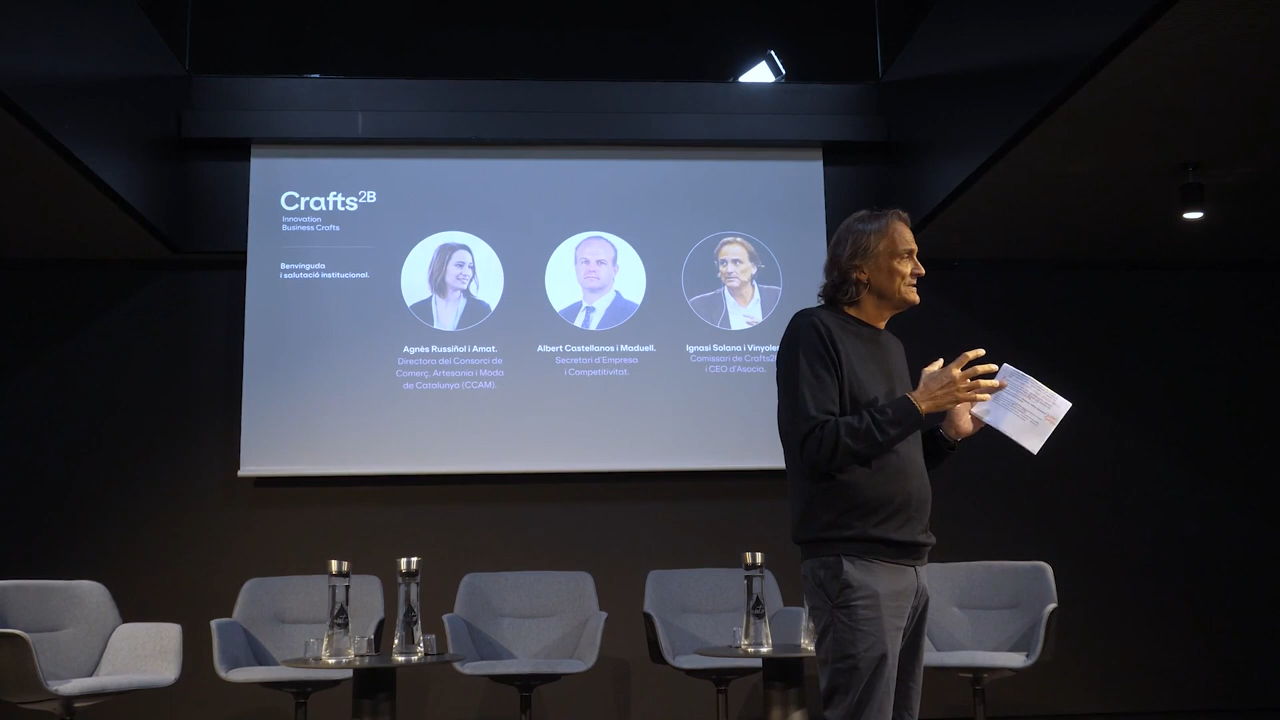 Crafts2B
Innovation
Business Crafts
Benvinguda
i salutació institucional.
Agnès Russiñol i Amat.
Directora del Consorci de
Comerç, Artesania i Moda
de Catalunya (CCAM).
Albert Castellanos i Maduell.
Secretari d'Empresa
i Competitivitat.
Ignasi Solana i Vinyoles
Comissari de Crafts2B
i CEO d'Asocia.